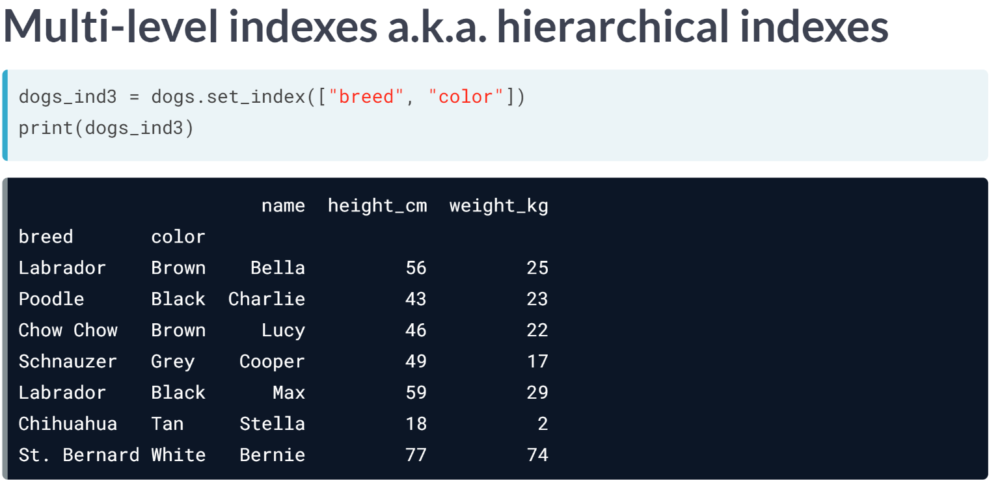 Multi-level indexes a.k.a. hierarchical indexes
dogs_ind3 = dogs.set_index(["breed", "color"])
print(dogs_ind3)
                      name  height_cm  weight_kg
breed       color
Labrador    Brown    Bella         56         25
Poodle      Black  Charlie         43         23
Chow Chow   Brown     Lucy         46         22
Schnauzer   Grey    Cooper         49         17
Labrador    Black      Max         59         29
Chihuahua   Tan     Stella         18          2
St. Bernard White   Bernie         77         74